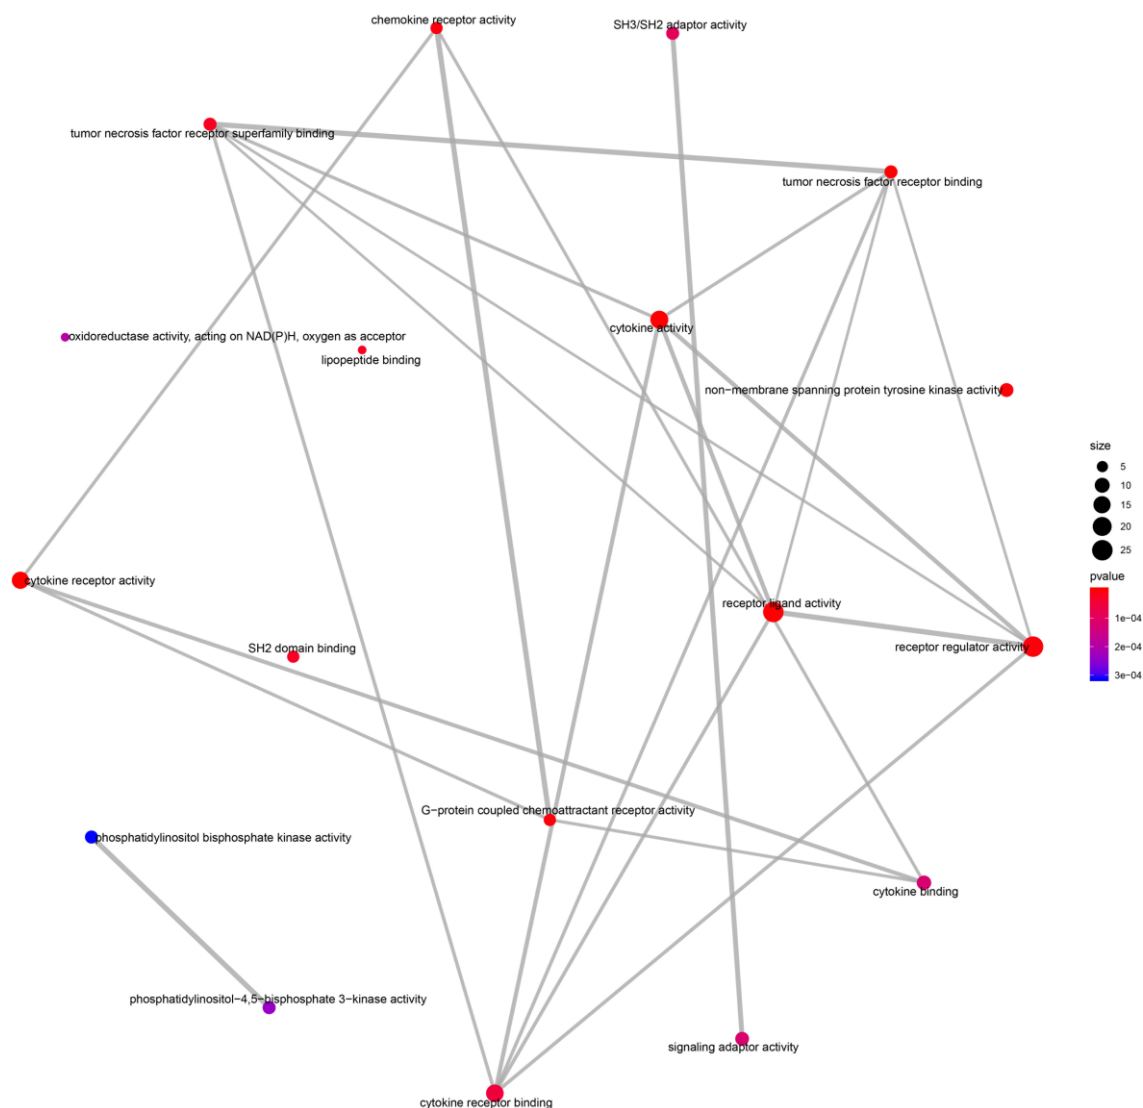 chemokine receptor activity
SH3/SH2 adaptor activity
tumor necrosis factor receptor superfamily binding
tumor necrosis factor receptor binding
cytokine activity
oxidoreductase activity, acting on NAD(P)H, oxygen as acceptor
lipopeptide binding
non−membrane spanning protein tyrosine kinase activity
size
5
10
15
20
25
pvalue
1e−04
2e−04
3e−04
cytokine receptor activity
receptor ligand activity
receptor regulator activity
SH2 domain binding
G−protein coupled chemoattractant receptor activity
phosphatidylinositol bisphosphate kinase activity
cytokine binding
phosphatidylinositol−4,5−bisphosphate 3−kinase activity
signaling adaptor activity
cytokine receptor binding